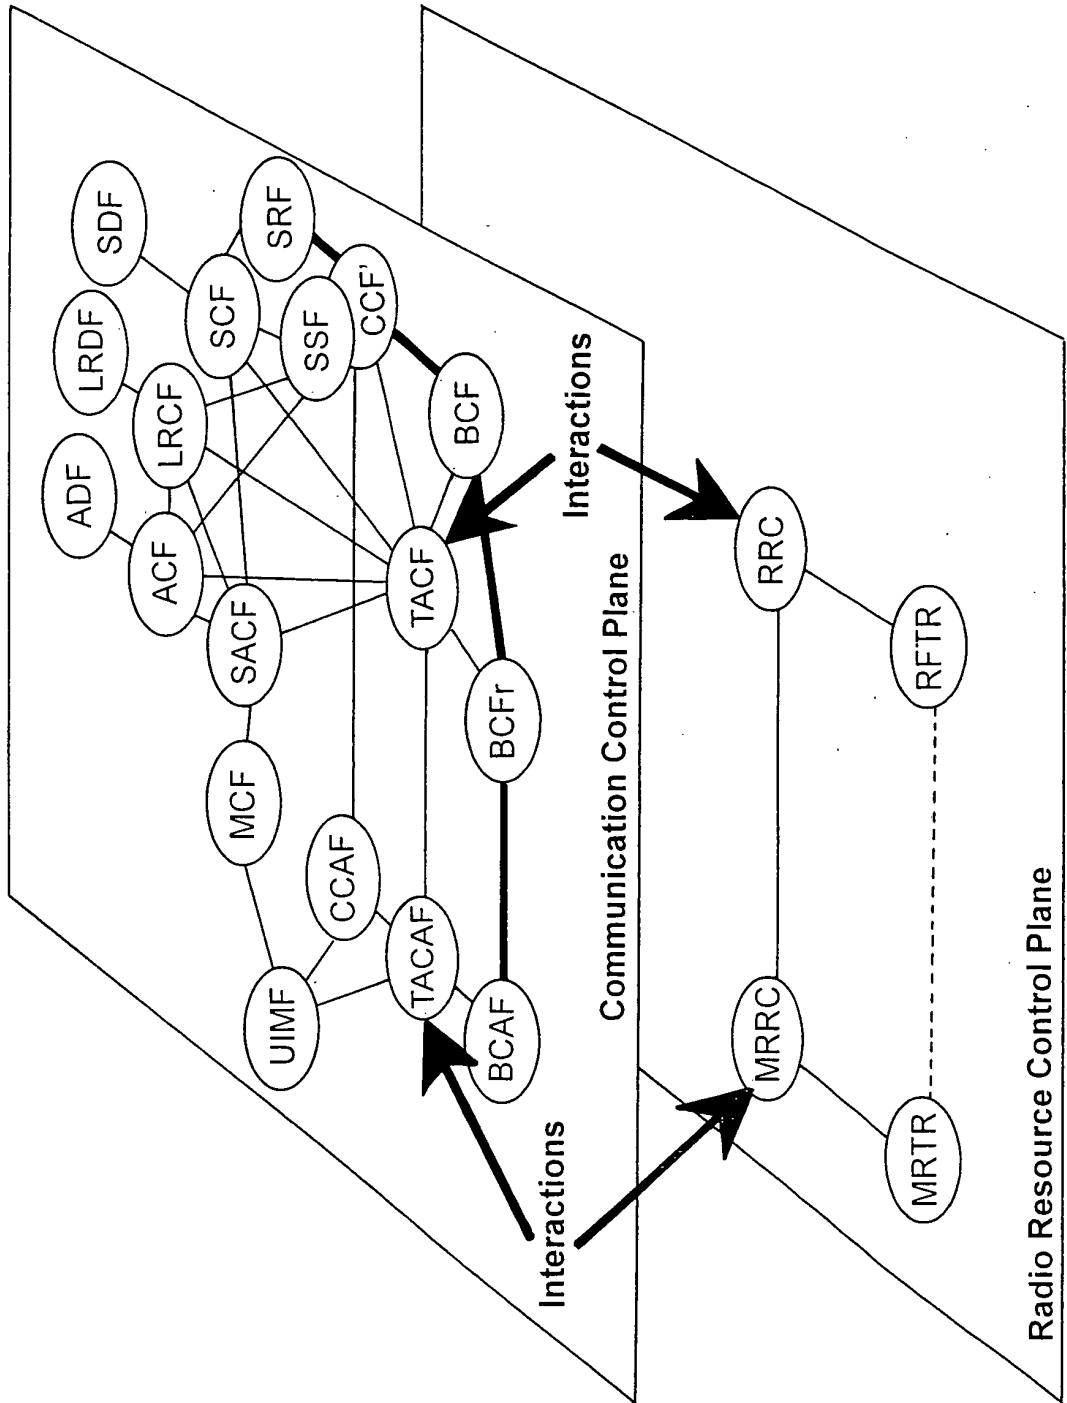 SDF
LRDF
ADF
SRF
SCF
LRCF
ACF
SSF
CCF'
SACF
MCF
UIMF
CCAF
BCF
TACF
TACAF
BCFr
BCAF
Communication Control Plane
Interactions
Interactions
RRC
MRRC
RFTR
MRTR
Radio Resource Control Plane